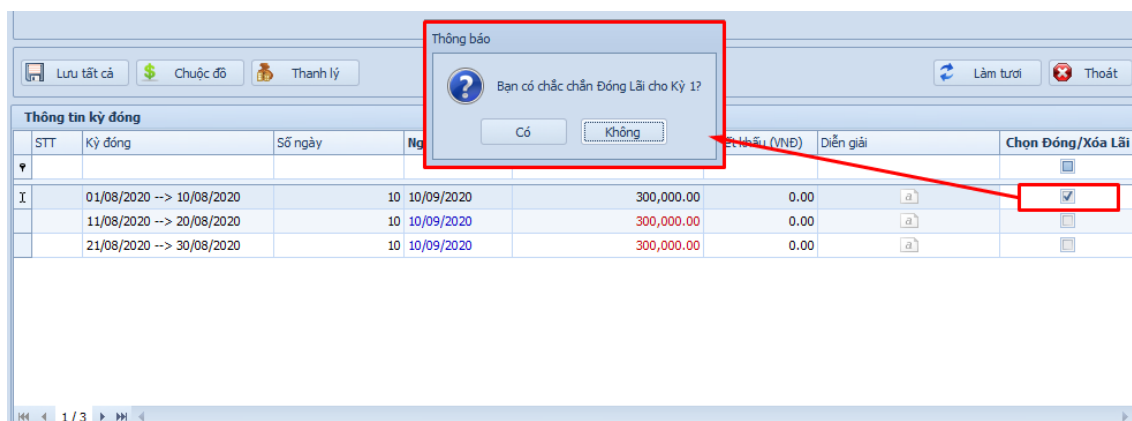 Thông báo
Bạn có chắc chắn Đóng Lãi cho Kỳ 1?
Có Không
Lưu tất cả Chuộc đồ Thanh lý Làm tươi Thoát
Thông tin kỳ đóng
STT Kỳ đóng Số ngày Ng ết khấu (VNĐ) Diễn giải Chọn Đóng/Xóa Lãi
01/08/2020 --> 10/08/2020 10 10/09/2020 300,000.00 0.00 a
11/08/2020 --> 20/08/2020 10 10/09/2020 300,000.00 0.00 a
21/08/2020 --> 30/08/2020 10 10/09/2020 300,000.00 0.00 a
1 / 3